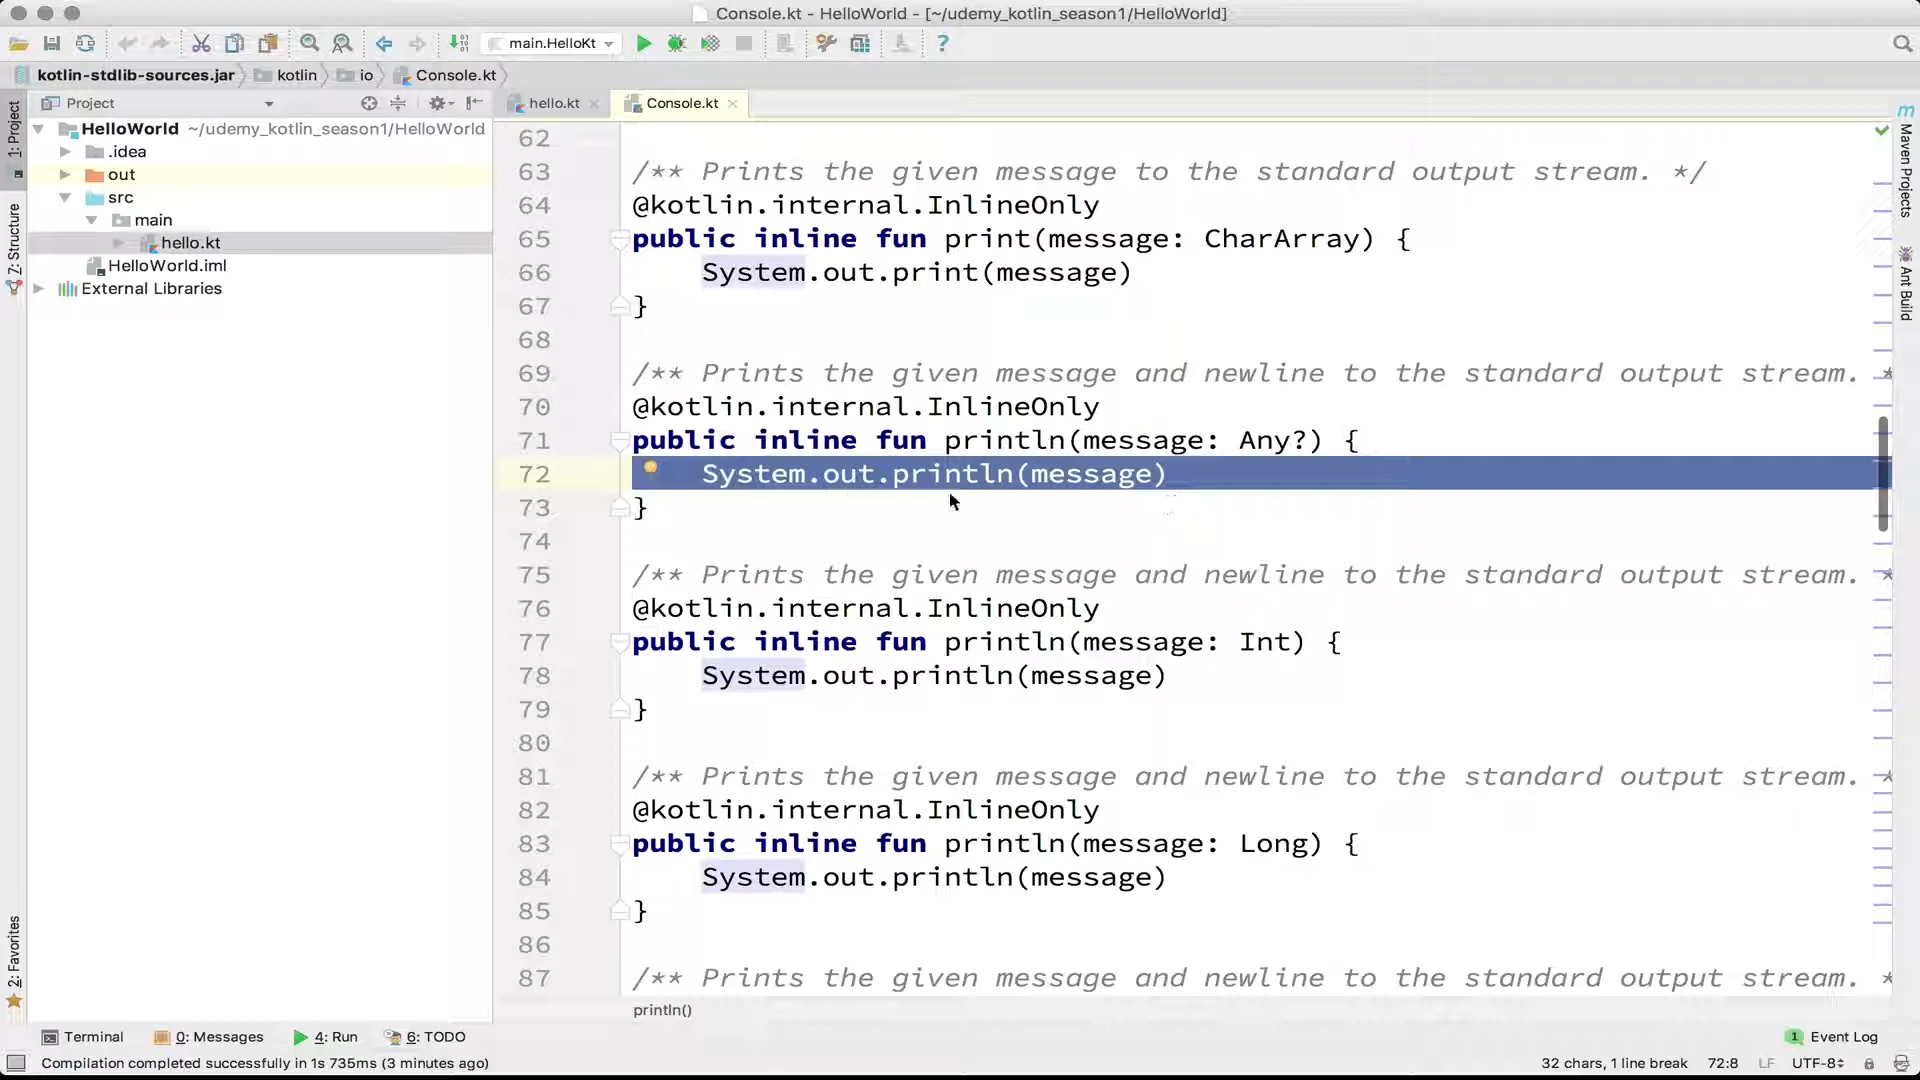 Console.kt - HelloWorld - [~/udemy_kotlin_season1/HelloWorld]
main.HelloKt
kotlin-stdlib-sources.jar kotlin io Console.kt
Project
hello.kt Console.kt
1: Project
7: Structure
2: Favorites
HelloWorld ~/udemy_kotlin_season1/HelloWorld
.idea
out
src
main
hello.kt
HelloWorld.iml
External Libraries
62
63 /** Prints the given message to the standard output stream. */
64 @kotlin.internal.InlineOnly
65 public inline fun print(message: CharArray) {
66 System.out.print(message)
67 }
68
69 /** Prints the given message and newline to the standard output stream. *
70 @kotlin.internal.InlineOnly
71 public inline fun println(message: Any?) {
72 System.out.println(message)
73 }
74
75 /** Prints the given message and newline to the standard output stream. *
76 @kotlin.internal.InlineOnly
77 public inline fun println(message: Int) {
78 System.out.println(message)
79 }
80
81 /** Prints the given message and newline to the standard output stream. *
82 @kotlin.internal.InlineOnly
83 public inline fun println(message: Long) {
84 System.out.println(message)
85 }
86
87 /** Prints the given message and newline to the standard output stream. *
println()
m Maven Projects
Ant Build
Terminal 0: Messages 4: Run 6: TODO 1 Event Log
Compilation completed successfully in 1s 735ms (3 minutes ago) 32 chars, 1 line break 72:8 LF UTF-8